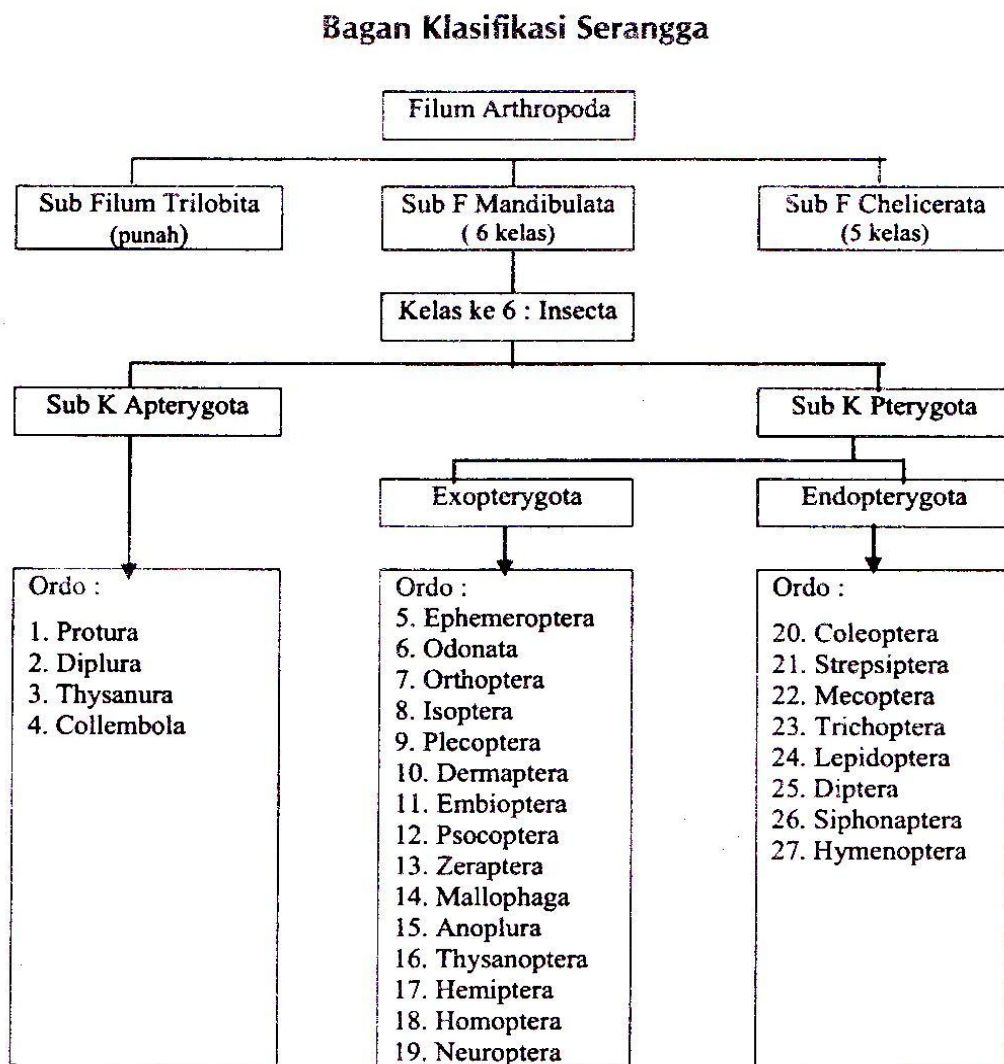 Bagan Klasifikasi Serangga
Filum Arthropoda
Sub Filum Trilobita
(punah)
Sub F Mandibulata
( 6 kelas)
Sub F Chelicerata
(5 kelas)
Kelas ke 6 : Insecta
Sub K Apterygota
Sub K Pterygota
Exopterygota
Endopterygota
Ordo :
1. Protura
2. Diplura
3. Thysanura
4. Collembola
Ordo :
5. Ephemeroptera
6. Odonata
7. Orthoptera
8. Isoptera
9. Plecoptera
10. Dermaptera
11. Embioptera
12. Psocoptera
13. Zeraptera
14. Mallophaga
15. Anoplura
16. Thysanoptera
17. Hemiptera
18. Homoptera
19. Neuroptera
Ordo :
20. Coleoptera
21. Strepsiptera
22. Mecoptera
23. Trichoptera
24. Lepidoptera
25. Diptera
26. Siphonaptera
27. Hymenoptera